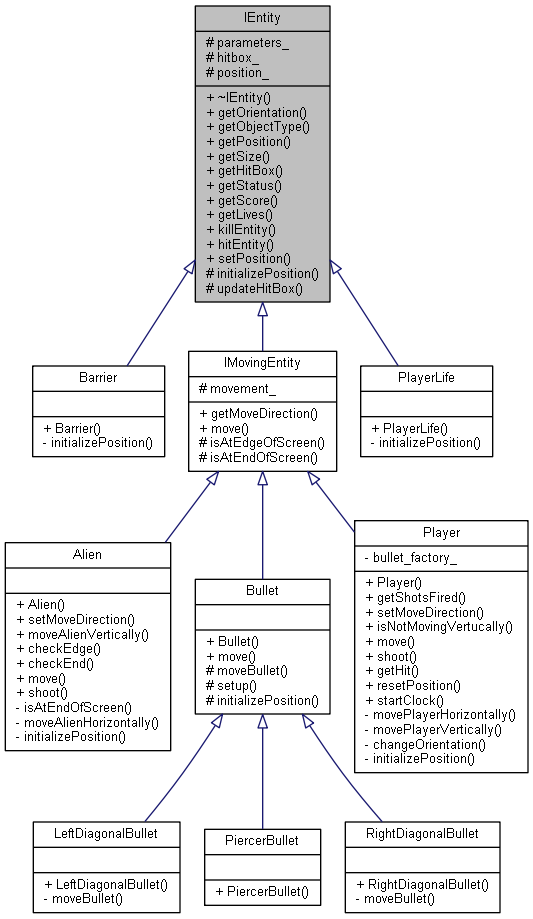 IEntity
# parameters_
# hitbox_
# position_
+ ~IEntity()
+ getOrientation()
+ getObjectType()
+ getPosition()
+ getSize()
+ getHitBox()
+ getStatus()
+ getScore()
+ getLives()
+ killEntity()
+ hitEntity()
+ setPosition()
# initializePosition()
# updateHitBox()
Barrier
+ Barrier()
- initializePosition()
IMovingEntity
# movement_
+ getMoveDirection()
+ move()
# isAtEdgeOfScreen()
# isAtEndOfScreen()
PlayerLife
+ PlayerLife()
- initializePosition()
Alien
+ Alien()
+ setMoveDirection()
+ moveAlienVertically()
+ checkEdge()
+ checkEnd()
+ move()
+ shoot()
- isAtEndOfScreen()
- moveAlienHorizontally()
- initializePosition()
Bullet
+ Bullet()
+ move()
# moveBullet()
# setup()
# initializePosition()
Player
- bullet_factory_
+ Player()
+ getShotsFired()
+ setMoveDirection()
+ isNotMovingVertucally()
+ move()
+ shoot()
+ getHit()
+ resetPosition()
+ startClock()
- movePlayerHorizontally()
- movePlayerVertically()
- changeOrientation()
- initializePosition()
LeftDiagonalBullet
+ LeftDiagonalBullet()
- moveBullet()
PiercerBullet
+ PiercerBullet()
RightDiagonalBullet
+ RightDiagonalBullet()
- moveBullet()